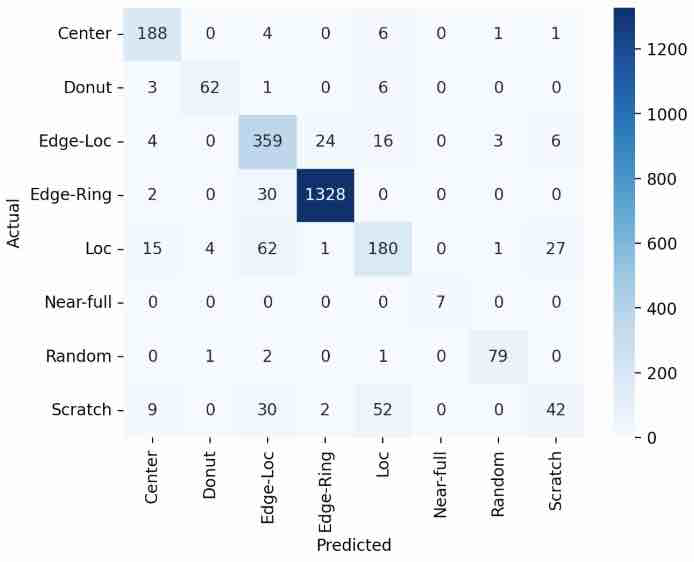 Center 188 0 4 0 6 0 1 1
Donut 3 62 1 0 6 0 0 0
Edge-Loc 4 0 359 24 16 0 3 6
Edge-Ring 2 0 30 1328 0 0 0 0
Loc 15 4 62 1 180 0 1 27
Near-full 0 0 0 0 0 7 0 0
Random 0 1 2 0 1 0 79 0
Scratch 9 0 30 2 52 0 0 42
Actual
Center Donut Edge-Loc Edge-Ring Loc Near-full Random Scratch
Predicted
1200
1000
800
600
400
200
0